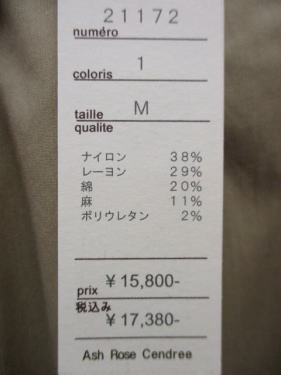 21172
numéro
1
coloris
M
taille
qualite
ナイロン 38%
レーヨン 29%
綿 20%
麻 11%
ポリウレタン 2%
¥15,800-
prix
税込み
¥17,380-
Ash Rose Cendree